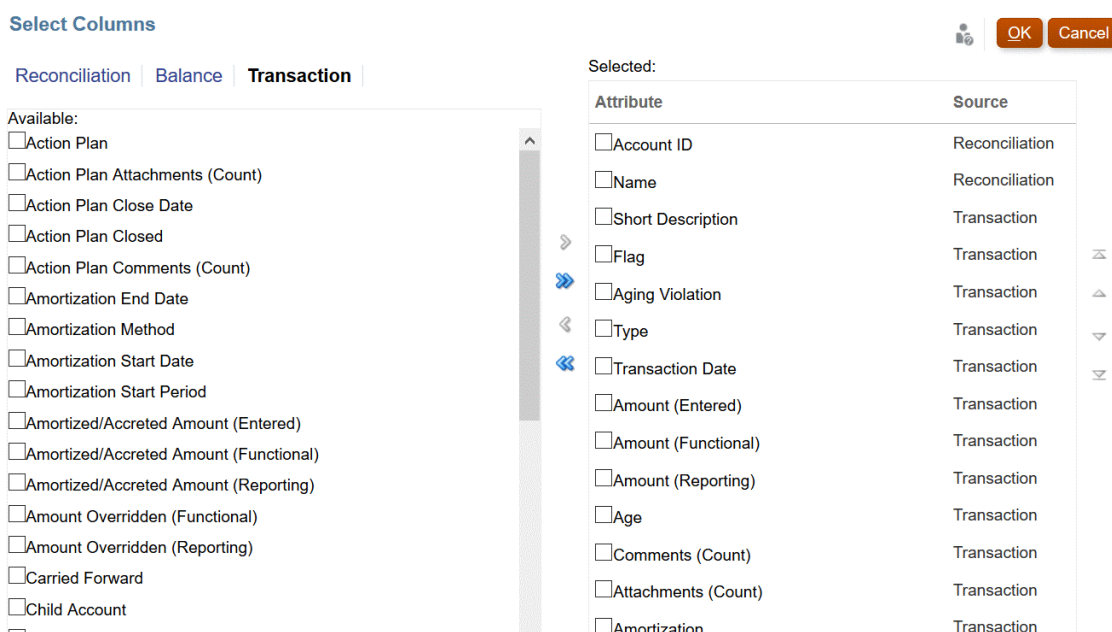 Select Columns
OK
Cancel
Reconciliation
Balance
Transaction
Available:
Action Plan
Action Plan Attachments (Count)
Action Plan Close Date
Action Plan Closed
Action Plan Comments (Count)
Amortization End Date
Amortization Method
Amortization Start Date
Amortization Start Period
Amortized/Accreted Amount (Entered)
Amortized/Accreted Amount (Functional)
Amortized/Accreted Amount (Reporting)
Amount Overridden (Functional)
Amount Overridden (Reporting)
Carried Forward
Child Account
Selected:
Attribute Source
Account ID Reconciliation
Name Reconciliation
Short Description Transaction
Flag Transaction
Aging Violation Transaction
Type Transaction
Transaction Date Transaction
Amount (Entered) Transaction
Amount (Functional) Transaction
Amount (Reporting) Transaction
Age Transaction
Comments (Count) Transaction
Attachments (Count) Transaction
Amortization Transaction